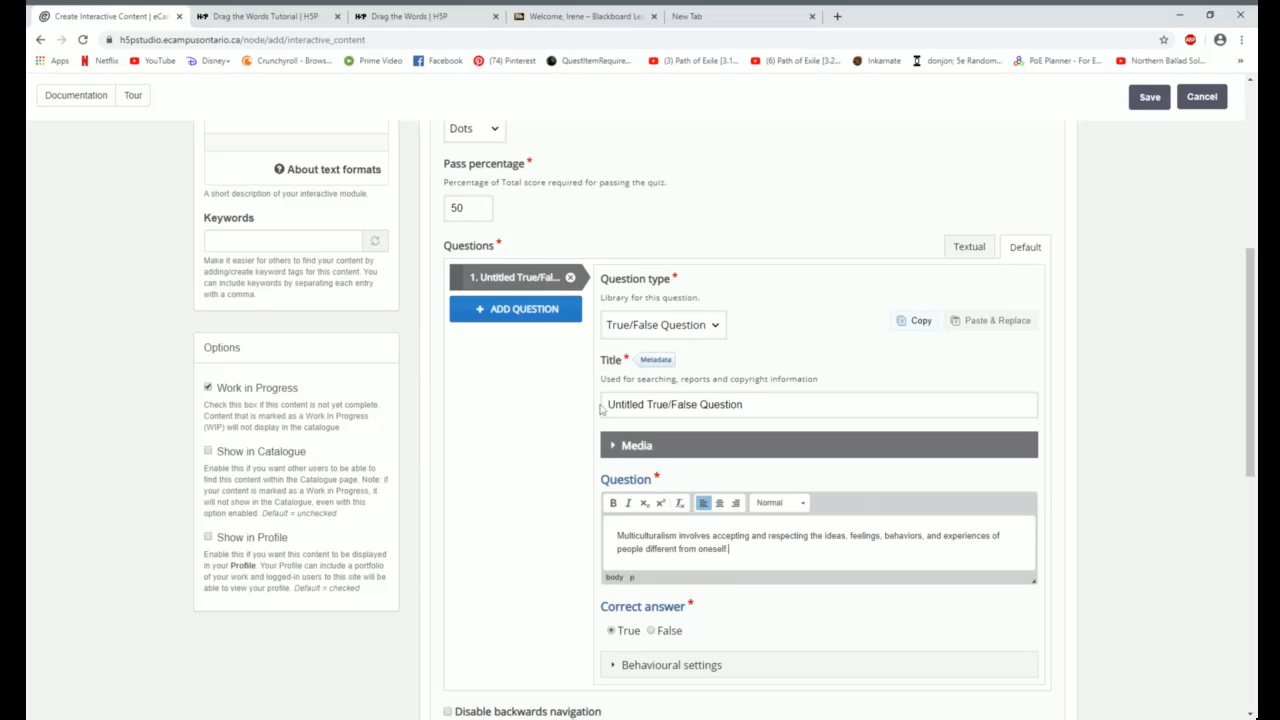 Create Interactive Content | eCam
Drag the Words Tutorial | H5P
Drag the Words | H5P
Welcome, Irene – Blackboard Le
New Tab
h5pstudio.ecampusontario.ca/node/add/interactive_content
Apps
Netflix
YouTube
Disney+
Crunchyroll - Brows...
Prime Video
Facebook
(74) Pinterest
QuestItemRequire...
(3) Path of Exile [3.1...
(6) Path of Exile [3.2...
Inkarnate
donjon; 5e Random...
PoE Planner - For E...
Northern Ballad Sol...
Documentation
Tour
Save
Cancel
About text formats
A short description of your interactive module.
Keywords
Make it easier for others to find your content by
adding/create keyword tags for this content. You
can include keywords by separating each entry
with a comma.
Options
Work in Progress
Check this box if this content is not yet complete.
Content that is marked as a Work In Progress
(WIP) will not display in the catalogue.
Show in Catalogue
Enable this if you want other users to be able to
find this content within the Catalogue page. Note: if
your content is marked as a Work in Progress, it
will not show in the Catalogue, even with this
option enabled. Default = unchecked
Show in Profile
Enable this if you want this content to be displayed
in your Profile. Your Profile can include a portfolio
of your work and logged-in users to this site will be
able to view your profile. Default = checked
Dots
Pass percentage *
Percentage of Total score required for passing the quiz.
50
Questions *
Textual
Default
1. Untitled True/Fal...
+ ADD QUESTION
Question type *
Library for this question.
True/False Question
Copy
Paste & Replace
Title *
Metadata
Used for searching, reports and copyright information
Untitled True/False Question
Media
Question *
B I x₂ x² Ix
Normal
Multiculturalism involves accepting and respecting the ideas, feelings, behaviors, and experiences of
people different from oneself.
body p
Correct answer *
True
False
Behavioural settings
Disable backwards navigation